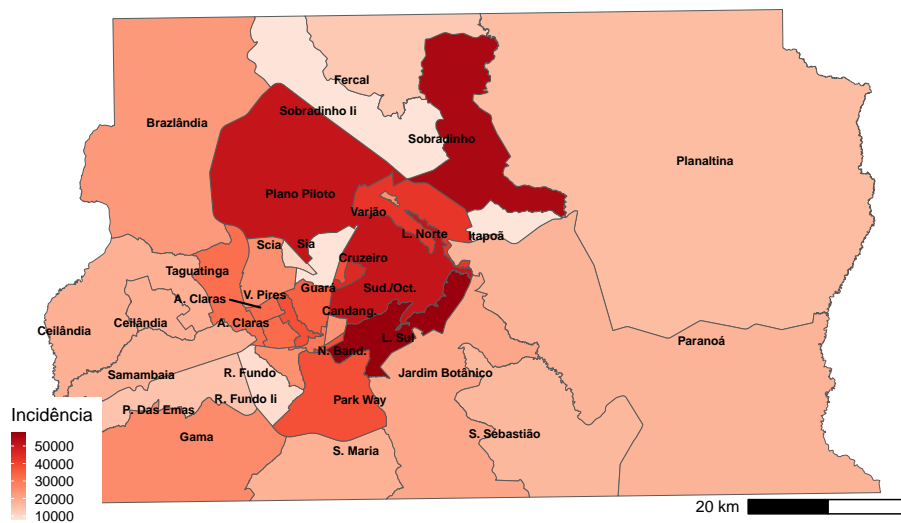 Fercal
Sobradinho Ii
Brazlândia
Sobradinho
Planaltina
Plano Piloto
Varjão
L. Norte
Itapoã
Scia
Sia
Cruzeiro
Taguatinga
Guará
Sud./Oct.
A. Claras
V. Pires
Candang.
Ceilândia
Ceilândia
A. Claras
L. Sul
Paranoá
N. Band.
Samambaia
R. Fundo
Jardim Botânico
R. Fundo Ii
Park Way
P. Das Emas
Gama
S. Sebastião
S. Maria
Incidência
50000
40000
30000
20000
10000
20 km